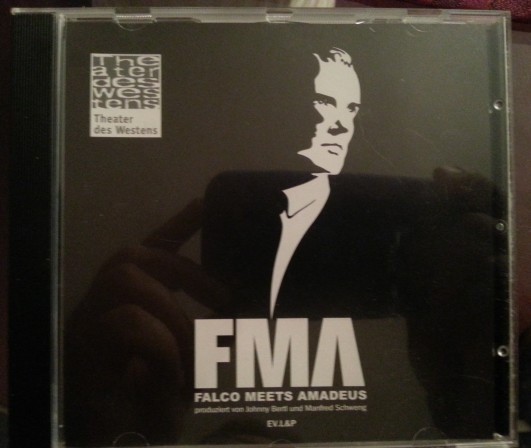 The
ater
des
wes
tens
Theater
des Westens
FMA
FALCO MEETS AMADEUS
produziert von Johnny Bertl und Manfred Schweng
EV.L&P